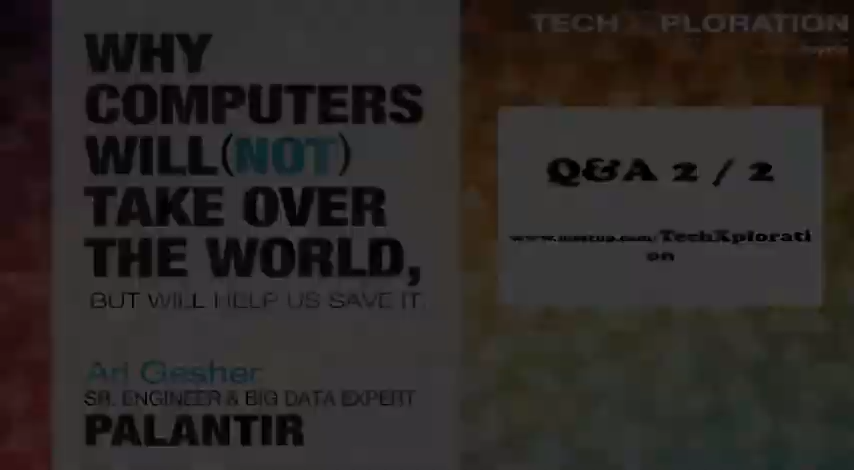 WHY
COMPUTERS
WILL(NOT)
TAKE OVER
THE WORLD,
BUT WILL HELP US SAVE IT.
Ari Gesher
SR. ENGINEER & BIG DATA EXPERT
PALANTIR
TECH XPLORATION
Q&A 2 / 2
www.meetup.com/TechXplorati
on